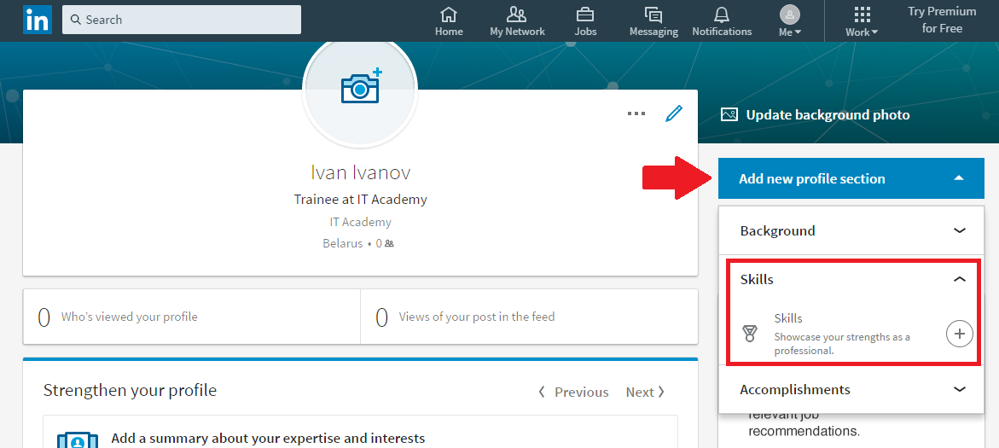 in
Search
Home
My Network
Jobs
Messaging
Notifications
Me
Work
Try Premium
for Free
Update background photo
Ivan Ivanov
Trainee at IT Academy
IT Academy
Belarus • 0
Add new profile section
Background
Skills
Skills
Showcase your strengths as a
professional.
Accomplishments
relevant job
recommendations.
0 Who's viewed your profile
0 Views of your post in the feed
Strengthen your profile
Previous Next
Add a summary about your expertise and interests